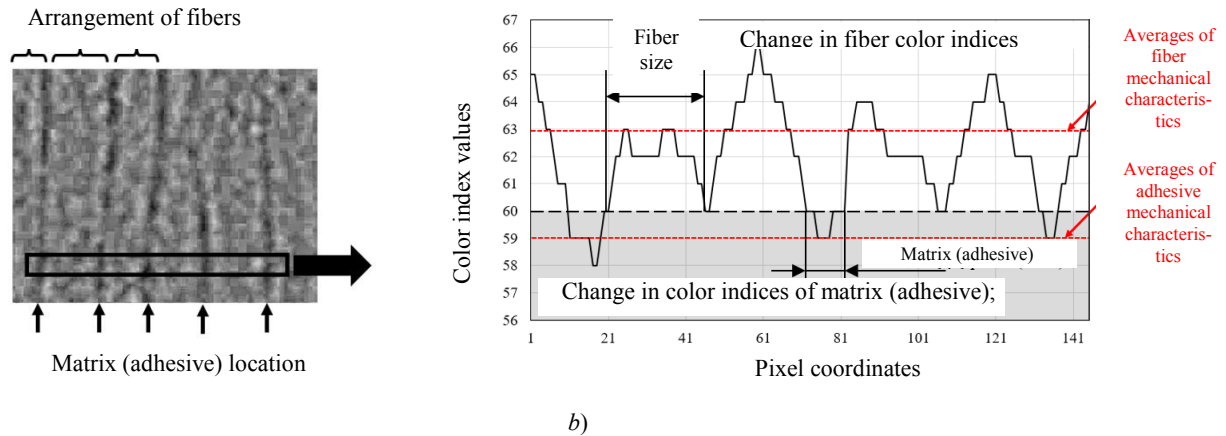 Arrangement of fibers
Matrix (adhesive) location
Color index values
67
66
65
64
63
62
61
60
59
58
57
56
Fiber
size
Change in fiber color indices
Matrix (adhesive)
Change in color indices of matrix (adhesive);
1
21
41
61
81
101
121
141
Pixel coordinates
Averages of
fiber
mechanical
characteris-
tics
Averages of
adhesive
mechanical
characteris-
tics
b)